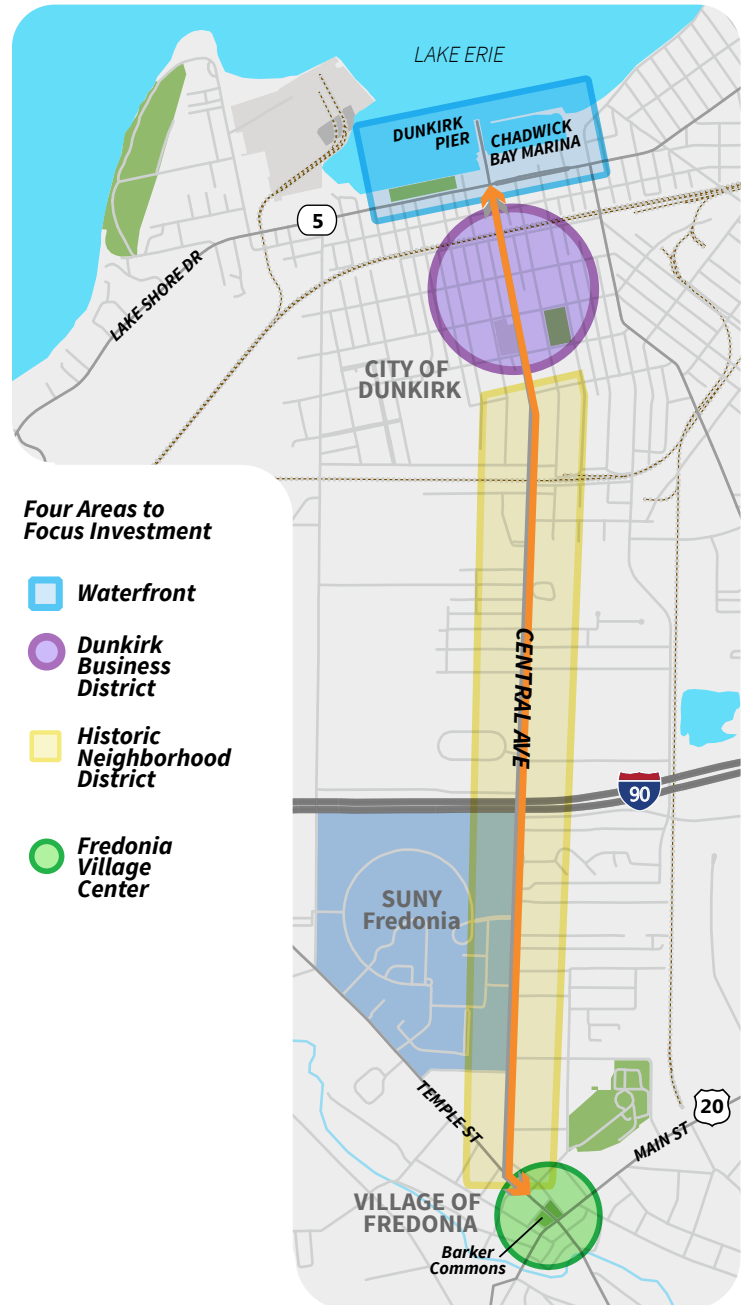 LAKE ERIE
DUNKIRK
PIER
CHADWICK
BAY MARINA
5
LAKE SHORE DR
CITY OF
DUNKIRK
Four Areas to
Focus Investment
Waterfront
Dunkirk
Business
District
Historic
Neighborhood
District
Fredonia
Village
Center
CENTRAL AVE
90
SUNY
Fredonia
TEMPLE ST
20
MAIN ST
VILLAGE OF
FREDONIA
Barker
Commons